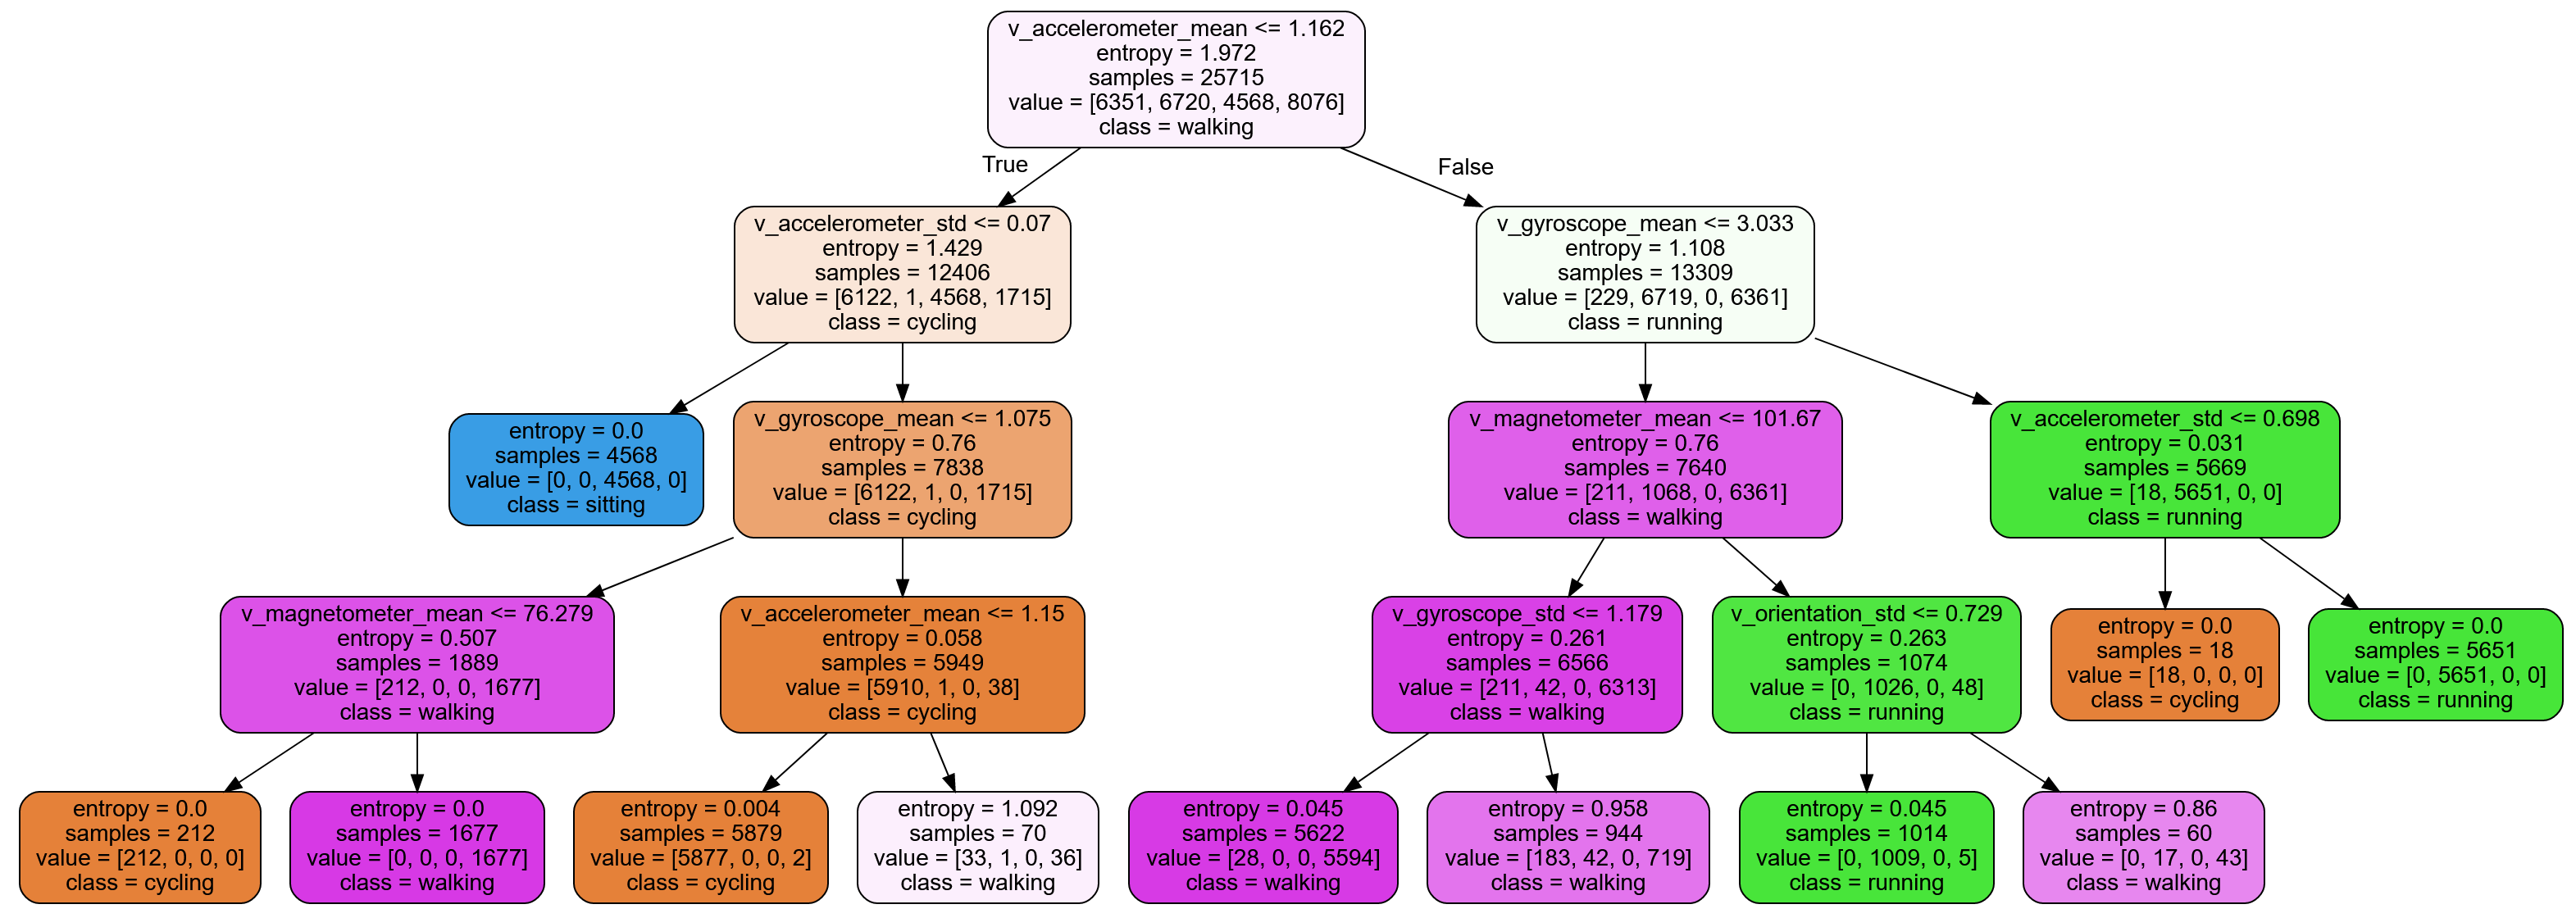 v_accelerometer_mean <= 1.162
entropy = 1.972
samples = 25715
value = [6351, 6720, 4568, 8076]
class = walking
True
False
v_accelerometer_std <= 0.07
entropy = 1.429
samples = 12406
value = [6122, 1, 4568, 1715]
class = cycling
v_gyroscope_mean <= 3.033
entropy = 1.108
samples = 13309
value = [229, 6719, 0, 6361]
class = running
entropy = 0.0
samples = 4568
value = [0, 0, 4568, 0]
class = sitting
v_gyroscope_mean <= 1.075
entropy = 0.76
samples = 7838
value = [6122, 1, 0, 1715]
class = cycling
v_magnetometer_mean <= 101.67
entropy = 0.76
samples = 7640
value = [211, 1068, 0, 6361]
class = walking
v_accelerometer_std <= 0.698
entropy = 0.031
samples = 5669
value = [18, 5651, 0, 0]
class = running
v_magnetometer_mean <= 76.279
entropy = 0.507
samples = 1889
value = [212, 0, 0, 1677]
class = walking
v_accelerometer_mean <= 1.15
entropy = 0.058
samples = 5949
value = [5910, 1, 0, 38]
class = cycling
v_gyroscope_std <= 1.179
entropy = 0.261
samples = 6566
value = [211, 42, 0, 6313]
class = walking
v_orientation_std <= 0.729
entropy = 0.263
samples = 1074
value = [0, 1026, 0, 48]
class = running
entropy = 0.0
samples = 18
value = [18, 0, 0, 0]
class = cycling
entropy = 0.0
samples = 5651
value = [0, 5651, 0, 0]
class = running
entropy = 0.0
samples = 212
value = [212, 0, 0, 0]
class = cycling
entropy = 0.0
samples = 1677
value = [0, 0, 0, 1677]
class = walking
entropy = 0.004
samples = 5879
value = [5877, 0, 0, 2]
class = cycling
entropy = 1.092
samples = 70
value = [33, 1, 0, 36]
class = walking
entropy = 0.045
samples = 5622
value = [28, 0, 0, 5594]
class = walking
entropy = 0.958
samples = 944
value = [183, 42, 0, 719]
class = walking
entropy = 0.045
samples = 1014
value = [0, 1009, 0, 5]
class = running
entropy = 0.86
samples = 60
value = [0, 17, 0, 43]
class = walking